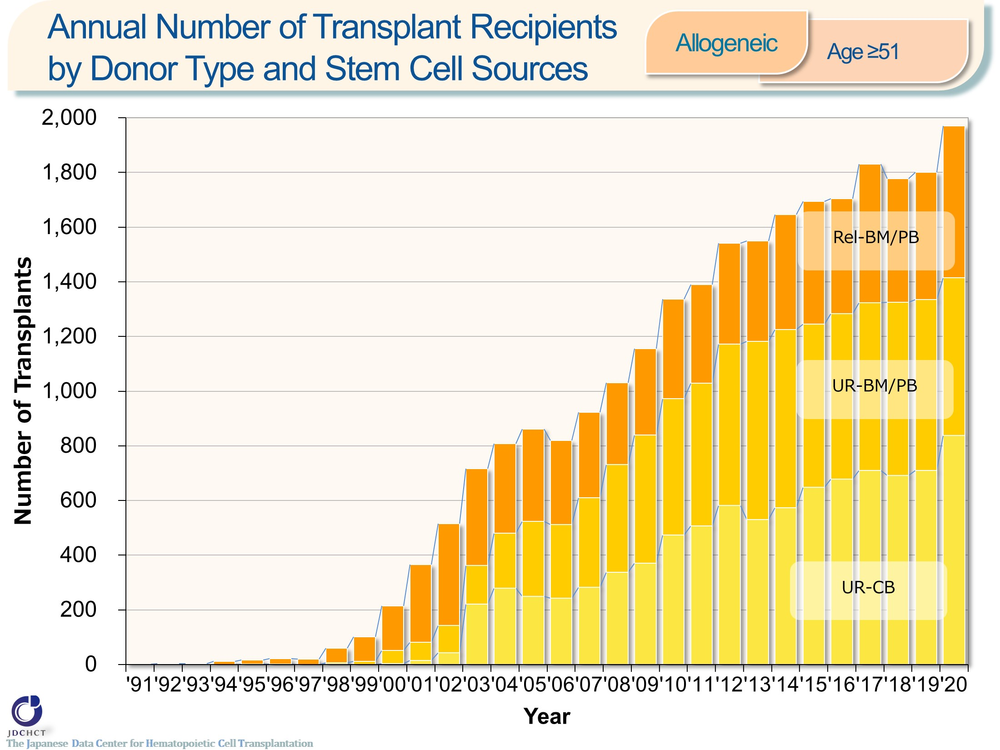 Annual Number of Transplant Recipients
by Donor Type and Stem Cell Sources
Allogeneic
Age ≥51
Number of Transplants
2,000
1,800
1,600
1,400
1,200
1,000
800
600
400
200
0
Rel-BM/PB
UR-BM/PB
UR-CB
'91 '92 '93 '94 '95 '96 '97 '98 '99 '00 '01 '02 '03 '04 '05 '06 '07 '08 '09 '10 '11 '12 '13 '14 '15 '16 '17 '18 '19 '20
Year
JDCHCT
The Japanese Data Center for Hematopoietic Cell Transplantation